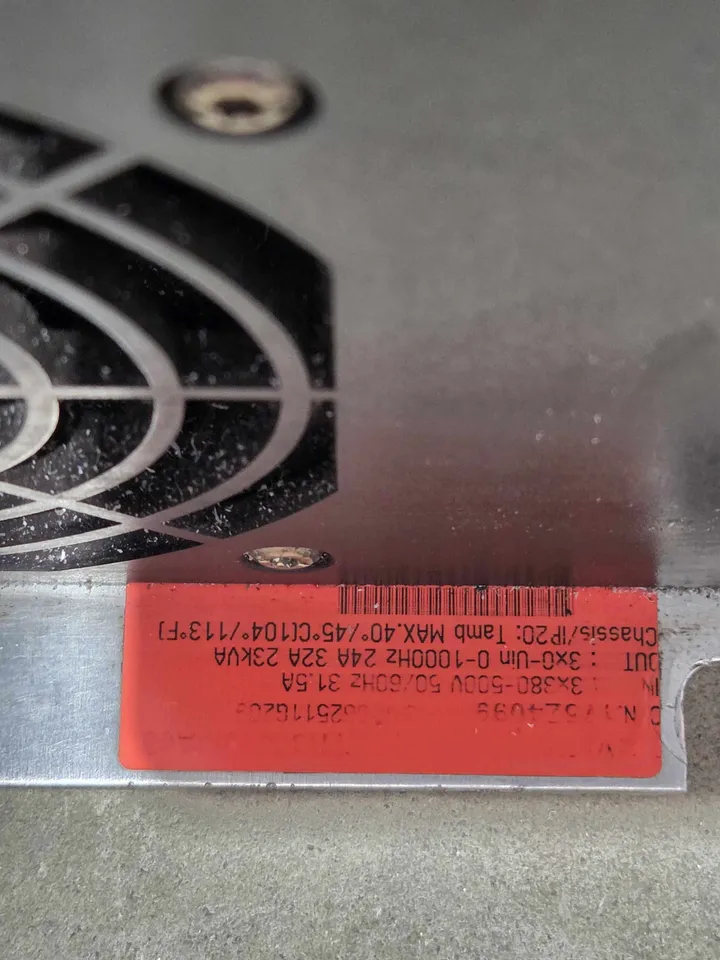 .N.175Z4099
IN : 3x380-500V 50/60Hz 31.5A
OUT : 3x0-Uin 0-1000Hz 24A 32A 23KVA
Chassis/IP20: Tamb MAX.40°/45°C(104°/113°F)